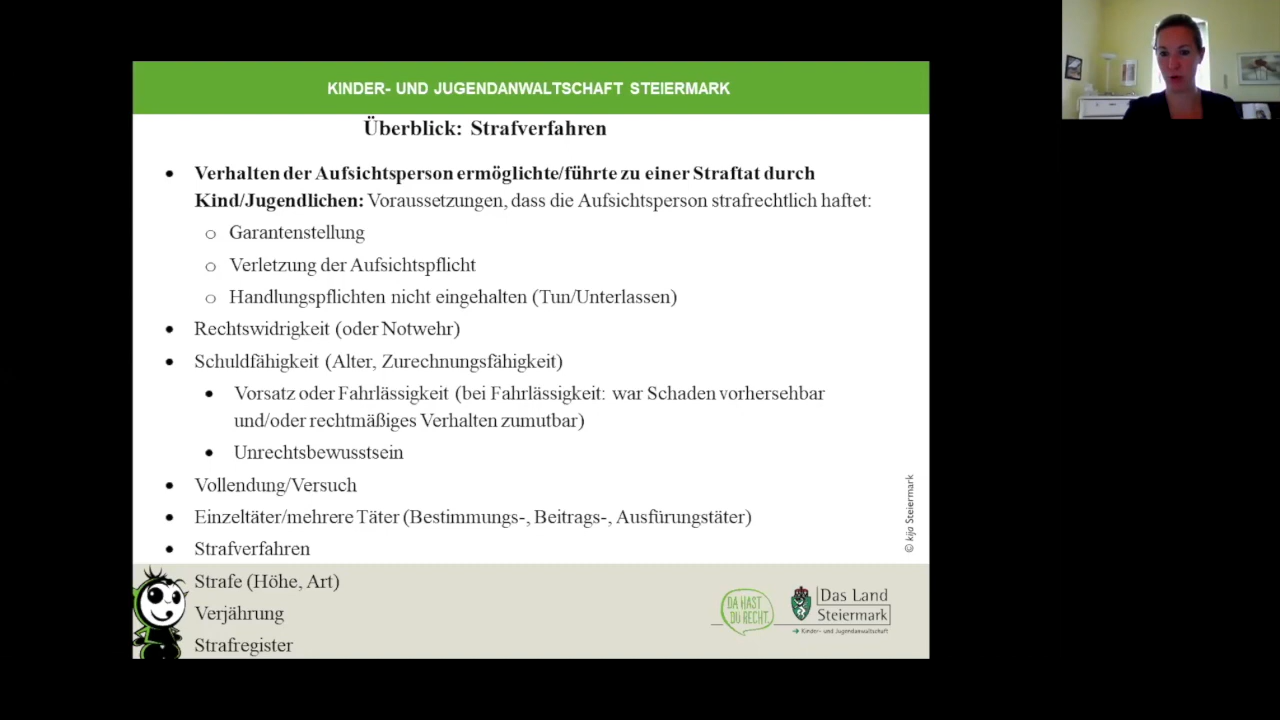 KINDER- UND JUGENDANWALTSCHAFT STEIERMARK
Überblick: Strafverfahren
Verhalten der Aufsichtsperson ermöglichte/führte zu einer Straftat durch
Kind/Jugendlichen: Voraussetzungen, dass die Aufsichtsperson strafrechtlich haftet:
Garantenstellung
Verletzung der Aufsichtspflicht
Handlungspflichten nicht eingehalten (Tun/Unterlassen)
Rechtswidrigkeit (oder Notwehr)
Schuldfähigkeit (Alter, Zurechnungsfähigkeit)
Vorsatz oder Fahrlässigkeit (bei Fahrlässigkeit: war Schaden vorhersehbar
und/oder rechtmäßiges Verhalten zumutbar)
Unrechtsbewusstsein
Vollendung/Versuch
Einzeltäter/mehrere Täter (Bestimmungs-, Beitrags-, Ausfürungstäter)
Strafverfahren
Strafe (Höhe, Art)
Verjährung
Strafregister
© kija Steiermark
DA HAST
DU RECHT
Das Land
Steiermark
→ Kinder- und Jugendanwaltschaft